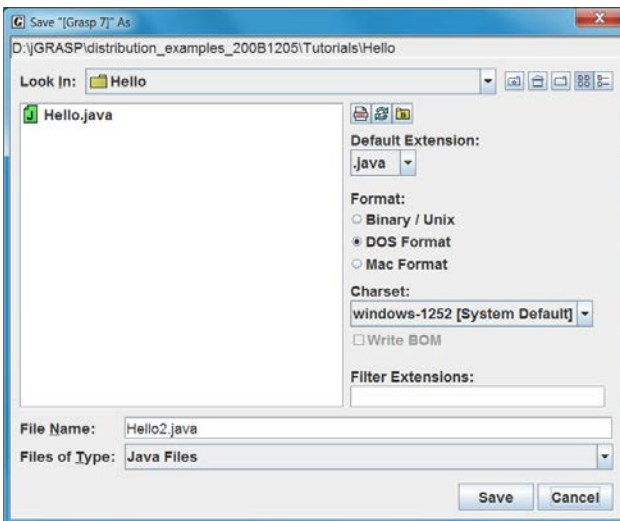 G Save "[Grasp 7]" As
D:\jGRASP\distribution_examples_200B1205\Tutorials\Hello
Look In: Hello
J Hello.java
Default Extension:
.java
Format:
Binary / Unix
DOS Format
Mac Format
Charset:
windows-1252 [System Default]
Write BOM
Filter Extensions:
File Name: Hello2.java
Files of Type: Java Files
Save Cancel